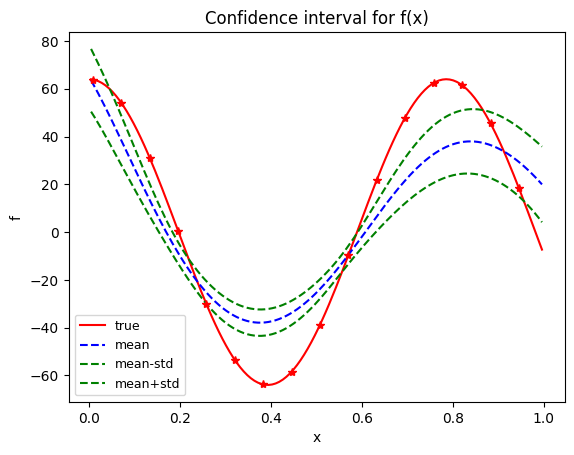 Confidence interval for f(x)
80
60
40
20
0
−20
−40
−60
f
true
mean
mean-std
mean+std
0.0 0.2 0.4 0.6 0.8 1.0
x